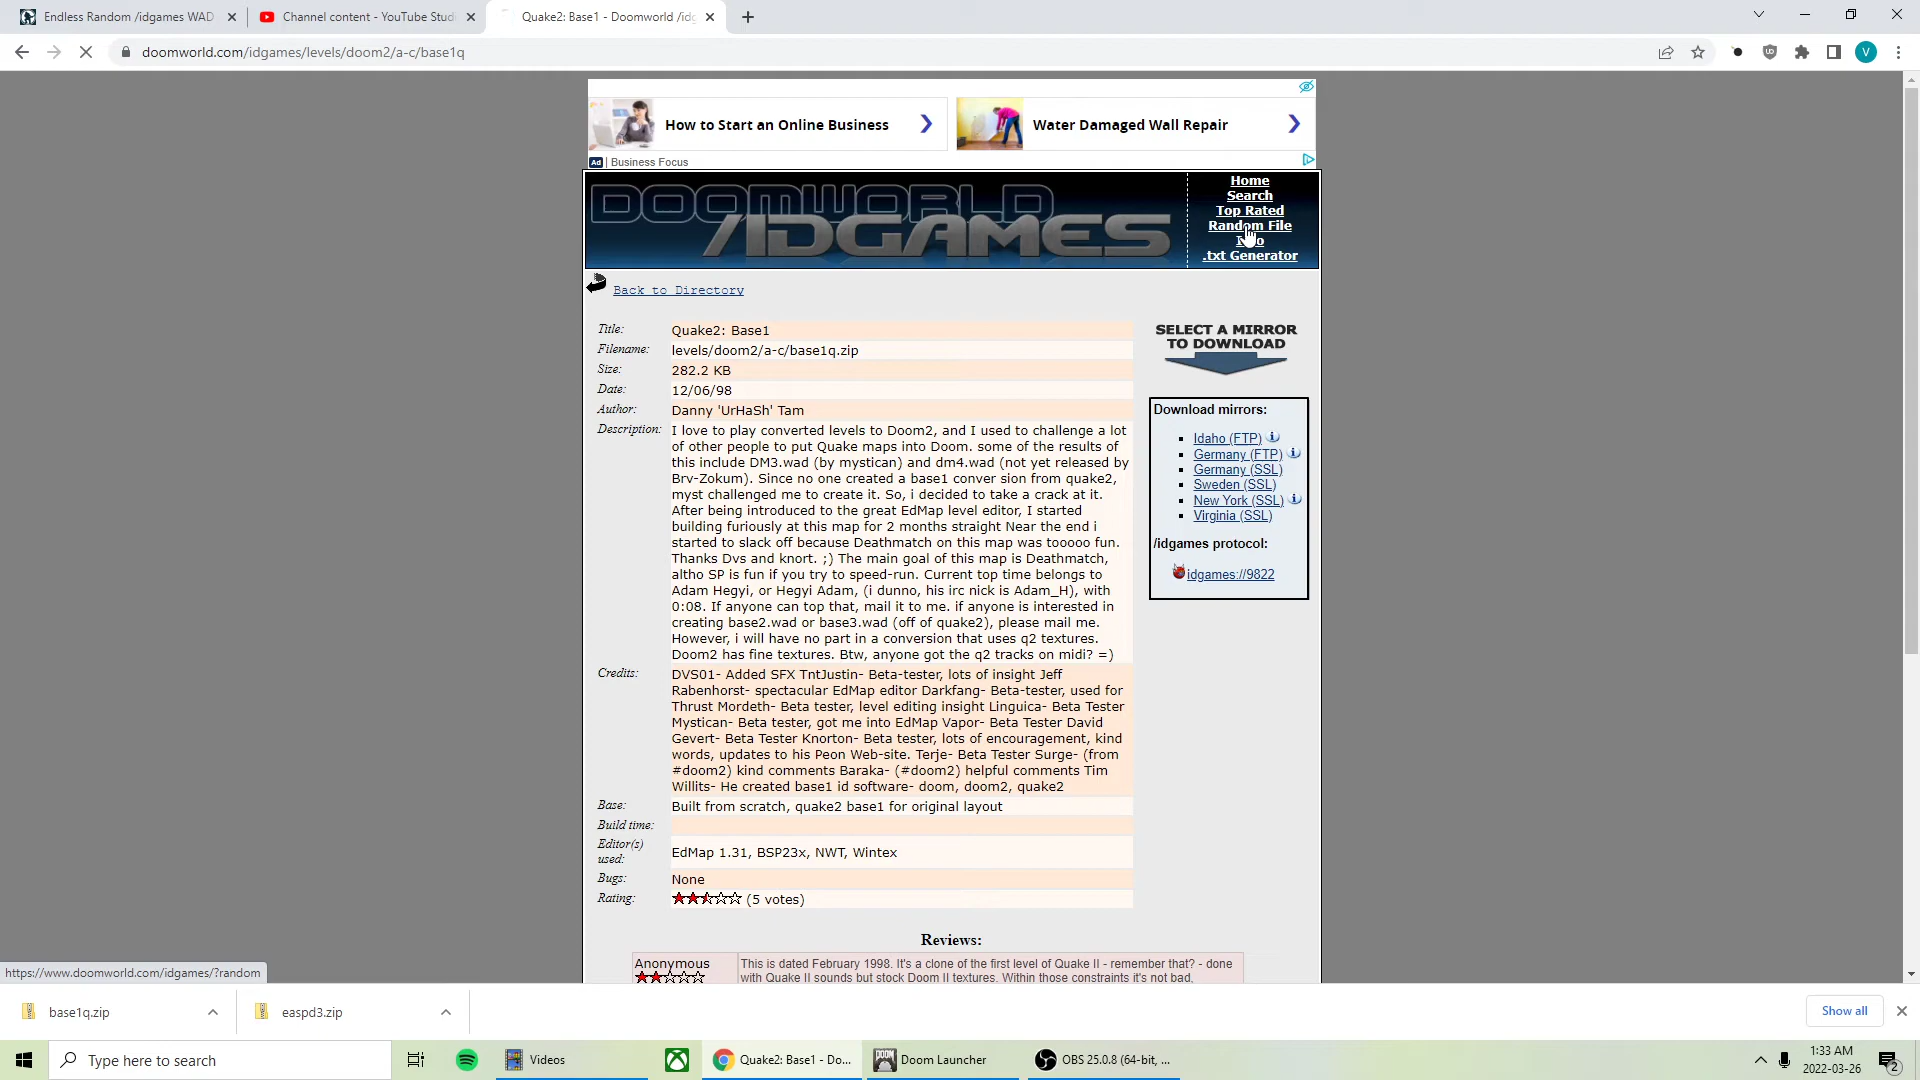 Endless Random /idgames WAD
Channel content - YouTube Studi
Quake2: Base1 - Doomworld /idg
doomworld.com/idgames/levels/doom2/a-c/base1q
V
How to Start an Online Business
Water Damaged Wall Repair
Ad | Business Focus
DOOMWORLD
/IDGAMES
Home
Search
Top Rated
Random File
.txt Generator
Back to Directory
Title: Quake2: Base1
Filename: levels/doom2/a-c/base1q.zip
Size: 282.2 KB
Date: 12/06/98
Author: Danny 'UrHaSh' Tam
Description: I love to play converted levels to Doom2, and I used to challenge a lot
of other people to put Quake maps into Doom. some of the results of
this include DM3.wad (by mystican) and dm4.wad (not yet released by
Brv-Zokum). Since no one created a base1 conver sion from quake2,
myst challenged me to create it. So, i decided to take a crack at it.
After being introduced to the great EdMap level editor, I started
building furiously at this map for 2 months straight Near the end i
started to slack off because Deathmatch on this map was tooooo fun.
Thanks Dvs and knort. ;) The main goal of this map is Deathmatch,
altho SP is fun if you try to speed-run. Current top time belongs to
Adam Hegyi, or Hegyi Adam, (i dunno, his irc nick is Adam_H), with
0:08. If anyone can top that, mail it to me. if anyone is interested in
creating base2.wad or base3.wad (off of quake2), please mail me.
However, i will have no part in a conversion that uses q2 textures.
Doom2 has fine textures. Btw, anyone got the q2 tracks on midi? =)
Credits: DVS01- Added SFX TntJustin- Beta-tester, lots of insight Jeff
Rabenhorst- spectacular EdMap editor Darkfang- Beta-tester, used for
Thrust Mordeth- Beta tester, level editing insight Linguica- Beta Tester
Mystican- Beta tester, got me into EdMap Vapor- Beta Tester David
Gevert- Beta Tester Knorton- Beta tester, lots of encouragement, kind
words, updates to his Peon Web-site. Terje- Beta Tester Surge- (from
#doom2) kind comments Baraka- (#doom2) helpful comments Tim
Willits- He created base1 id software- doom, doom2, quake2
Base: Built from scratch, quake2 base1 for original layout
Build time:
Editor(s)
used: EdMap 1.31, BSP23x, NWT, Wintex
Bugs: None
Rating: (5 votes)
SELECT A MIRROR
TO DOWNLOAD
Download mirrors:
Idaho (FTP)
Germany (FTP)
Germany (SSL)
Sweden (SSL)
New York (SSL)
Virginia (SSL)
/idgames protocol:
idgames://9822
Reviews:
Anonymous
This is dated February 1998. It's a clone of the first level of Quake II - remember that? - done
with Quake II sounds but stock Doom II textures. Within those constraints it's not bad,
https://www.doomworld.com/idgames/?random
base1q.zip
easpd3.zip
Show all
Type here to search
Videos
Quake2: Base1 - Do...
DOOM
Doom Launcher
OBS 25.0.8 (64-bit, ...
1:33 AM
2022-03-26
2